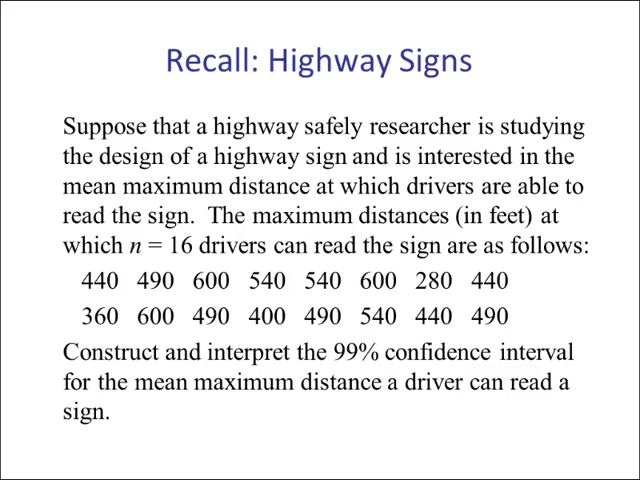 Recall: Highway Signs
Suppose that a highway safely researcher is studying
the design of a highway sign and is interested in the
mean maximum distance at which drivers are able to
read the sign. The maximum distances (in feet) at
which n = 16 drivers can read the sign are as follows:
440 490 600 540 540 600 280 440
360 600 490 400 490 540 440 490
Construct and interpret the 99% confidence interval
for the mean maximum distance a driver can read a
sign.